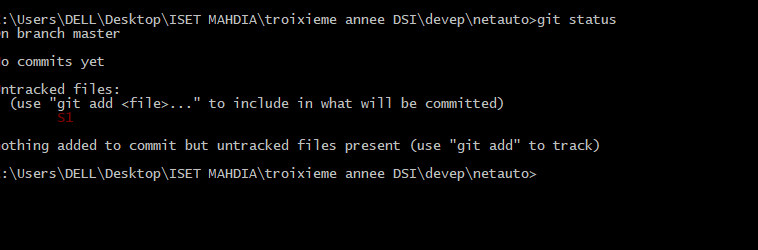 :\Users\DELL\Desktop\ISET MAHDIA\troixieme annee DSI\devep\netauto>git status
n branch master
o commits yet
ntracked files:
(use "git add <file>..." to include in what will be committed)
S1
othing added to commit but untracked files present (use "git add" to track)
:\Users\DELL\Desktop\ISET MAHDIA\troixieme annee DSI\devep\netauto>